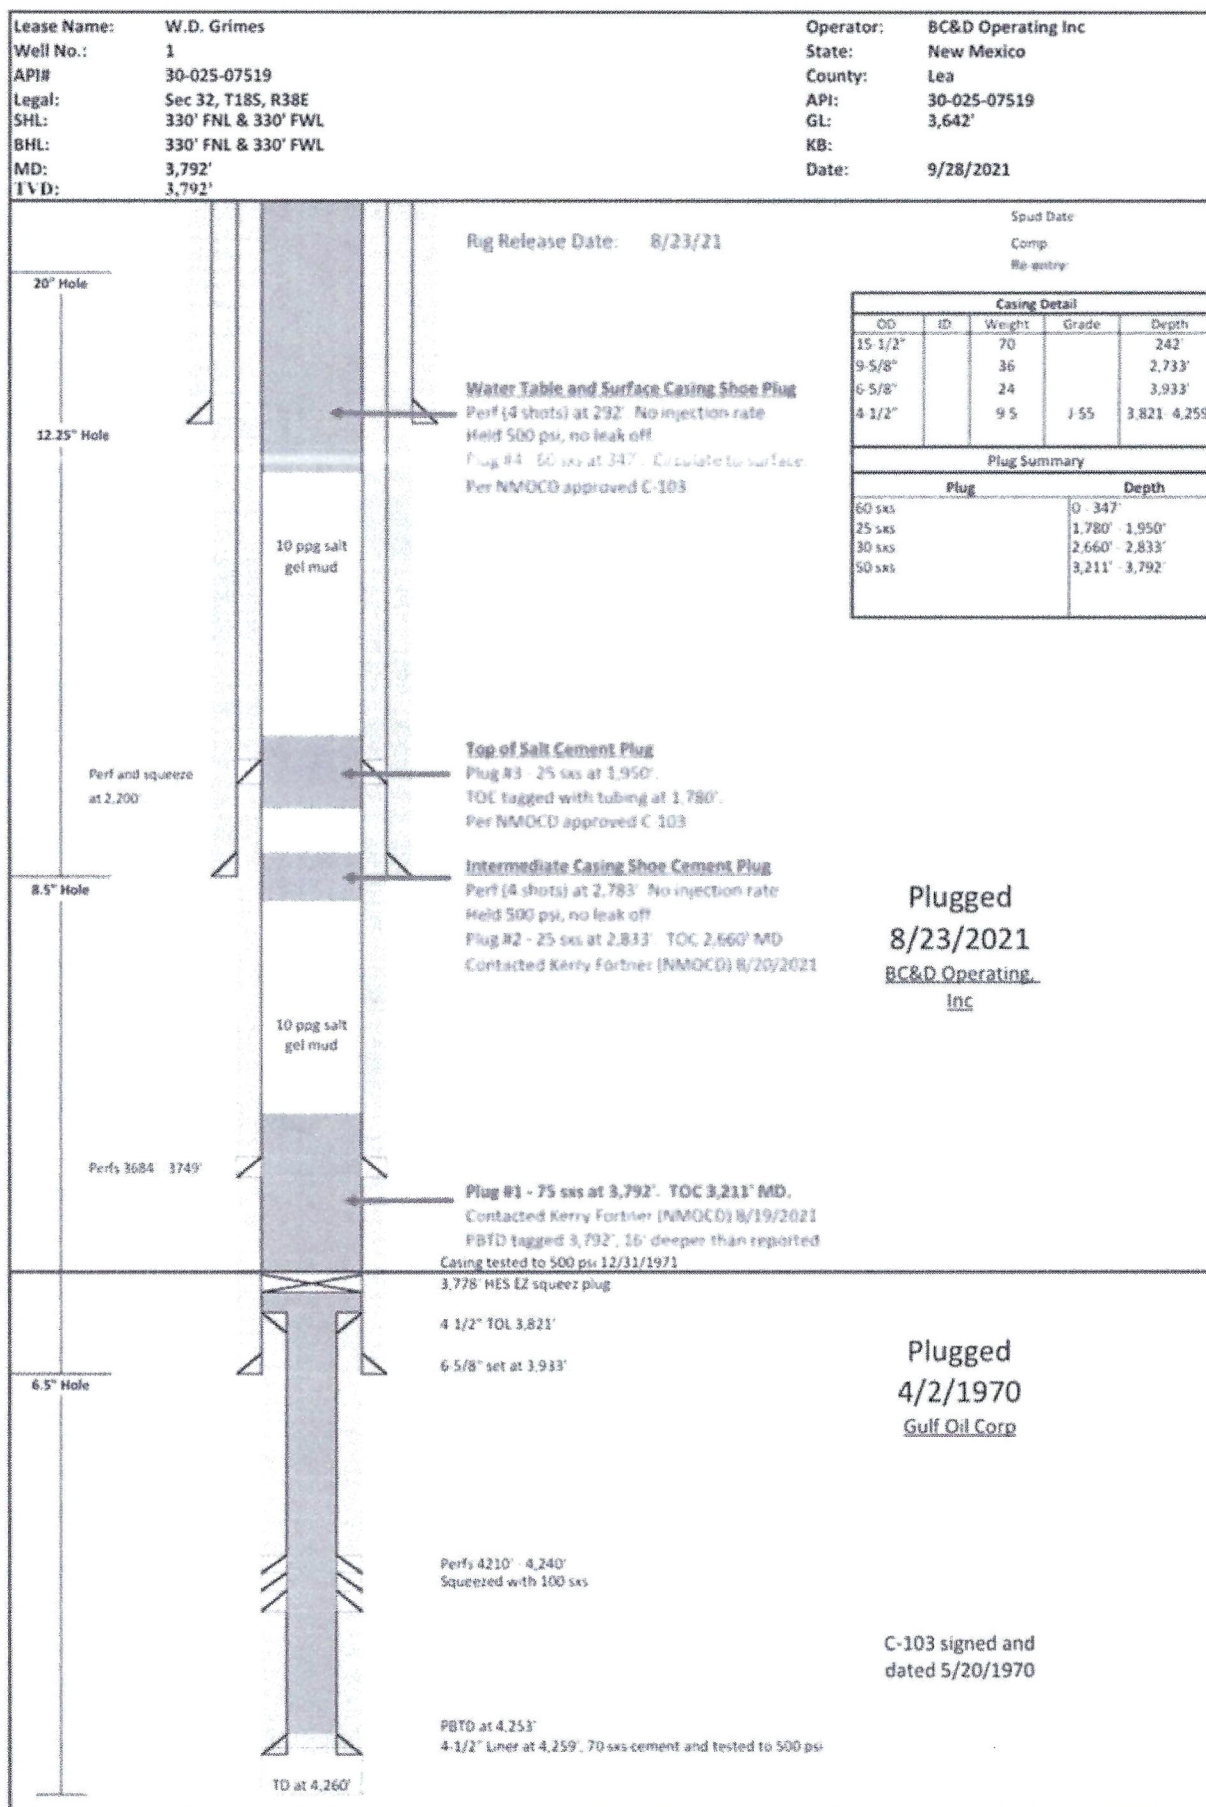 Lease Name: W.D. Grimes
Well No.: 1
API# 30-025-07519
Legal: Sec 32, T18S, R38E
SHL: 330' FNL & 330' FWL
BHL: 330' FNL & 330' FWL
MD: 3,792'
TVD: 3,792'
Operator: BC&D Operating Inc
State: New Mexico
County: Lea
API: 30-025-07519
GL: 3,642'
KB:
Date: 9/28/2021
Rig Release Date: 8/23/21
Spud Date
Comp
Re-entry
20" Hole
Casing Detail
OD ID Weight Grade Depth
15-1/2" 70 242'
9-5/8" 36 2,733'
6-5/8" 24 3,933'
4-1/2" 9.5 J-55 3,821-4,259
Plug Summary
Plug Depth
60 sxs 0 - 347'
25 sxs 1,780' - 1,950'
30 sxs 2,660' - 2,833'
50 sxs 3,211' - 3,792'
Water Table and Surface Casing Shoe Plug
Perf (4 shots) at 292' No injection rate
Held 500 psi, no leak off
Plug #4 - 60 sxs at 347'. Circulate to surface.
Per NMOCD approved C-103
12.25" Hole
10 ppg salt
gel mud
Top of Salt Cement Plug
Plug #3 - 25 sxs at 1,950'.
TOC tagged with tubing at 1,780'.
Per NMOCD approved C-103
Perf and squeeze
at 2,200'
Intermediate Casing Shoe Cement Plug
Perf (4 shots) at 2,783' No injection rate
Held 500 psi, no leak off
Plug #2 - 25 sxs at 2,833' TOC 2,660' MD
Contacted Kerry Fortner (NMOCD) 8/20/2021
8.5" Hole
Plugged
8/23/2021
BC&D Operating,
Inc
10 ppg salt
gel mud
Perfs 3684 - 3749'
Plug #1 - 75 sxs at 3,792'. TOC 3,211' MD.
Contacted Kerry Fortner (NMOCD) 8/19/2021
PBTD tagged 3,792', 16' deeper than reported
Casing tested to 500 psi 12/31/1971
3,778' HES EZ squeez plug
4 1/2" TOL 3,821'
6-5/8" set at 3,933'
6.5" Hole
Plugged
4/2/1970
Gulf Oil Corp
Perfs 4210' - 4,240'
Squeezed with 100 sxs
C-103 signed and
dated 5/20/1970
PBTD at 4,253'
4-1/2" Liner at 4,259', 70 sxs cement and tested to 500 psi
TD at 4,260'